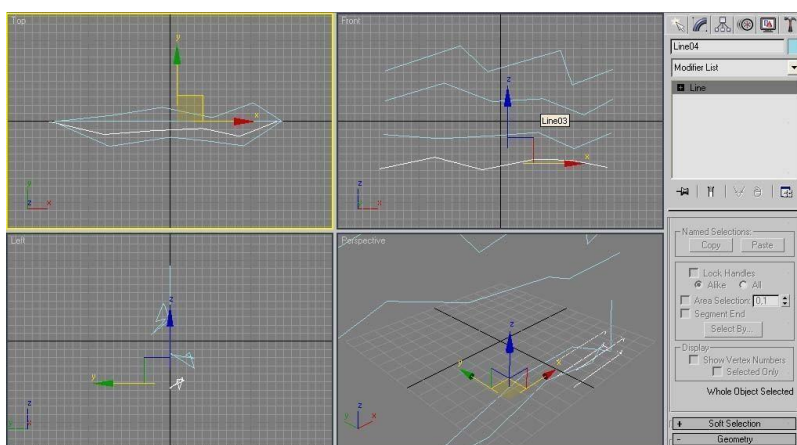 Top
y
x
y
z x
Front
z
Line03
x
z
x
Left
z
y
z
y
Perspective
z
y
x
z
y x
Line04
Modifier List
Line
Named Selections:
Copy Paste
Lock Handles
Alike All
Area Selection: 0,1
Segment End
Select By...
Display
Show Vertex Numbers
Selected Only
Whole Object Selected
+ Soft Selection
- Geometry